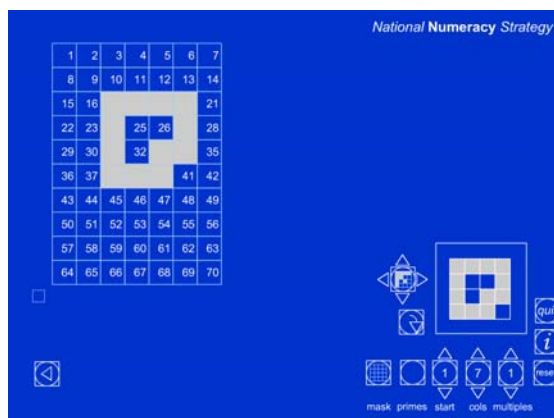 National Numeracy Strategy
1 2 3 4 5 6 7
8 9 10 11 12 13 14
15 16 21
22 23 25 26 28
29 30 32 35
36 37 41 42
43 44 45 46 47 48 49
50 51 52 53 54 55 56
57 58 59 60 61 62 63
64 65 66 67 68 69 70
qui
i
1 7 1 rese
mask primes start cols multiples